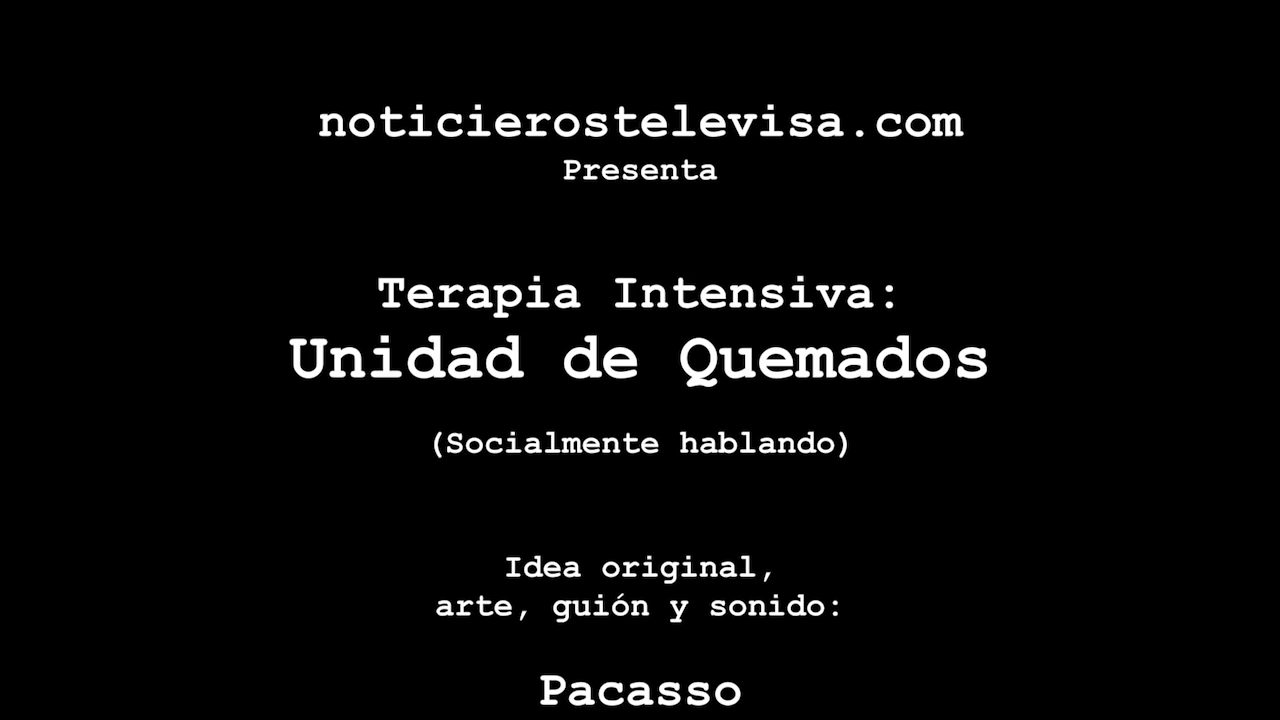 noticierostelevisa.com
Presenta
Terapia Intensiva:
Unidad de Quemados
(Socialmente hablando)
Idea original,
arte, guión y sonido:
Pacasso